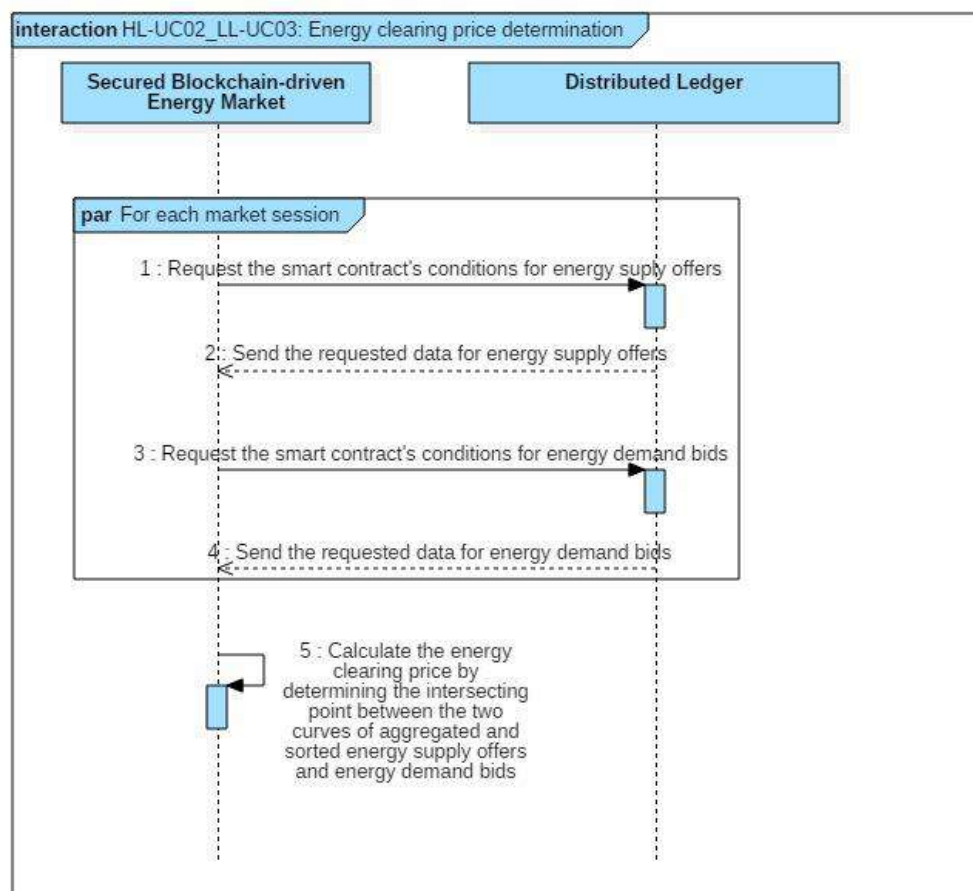 interaction HL-UC02_LL-UC03: Energy clearing price determination
Secured Blockchain-driven
Energy Market
Distributed Ledger
par For each market session
1 : Request the smart contract's conditions for energy suply offers
2 : Send the requested data for energy supply offers
3 : Request the smart contract's conditions for energy demand bids
4 : Send the requested data for energy demand bids
5 : Calculate the energy
clearing price by
determining the intersecting
point between the two
curves of aggregated and
sorted energy supply offers
and energy demand bids